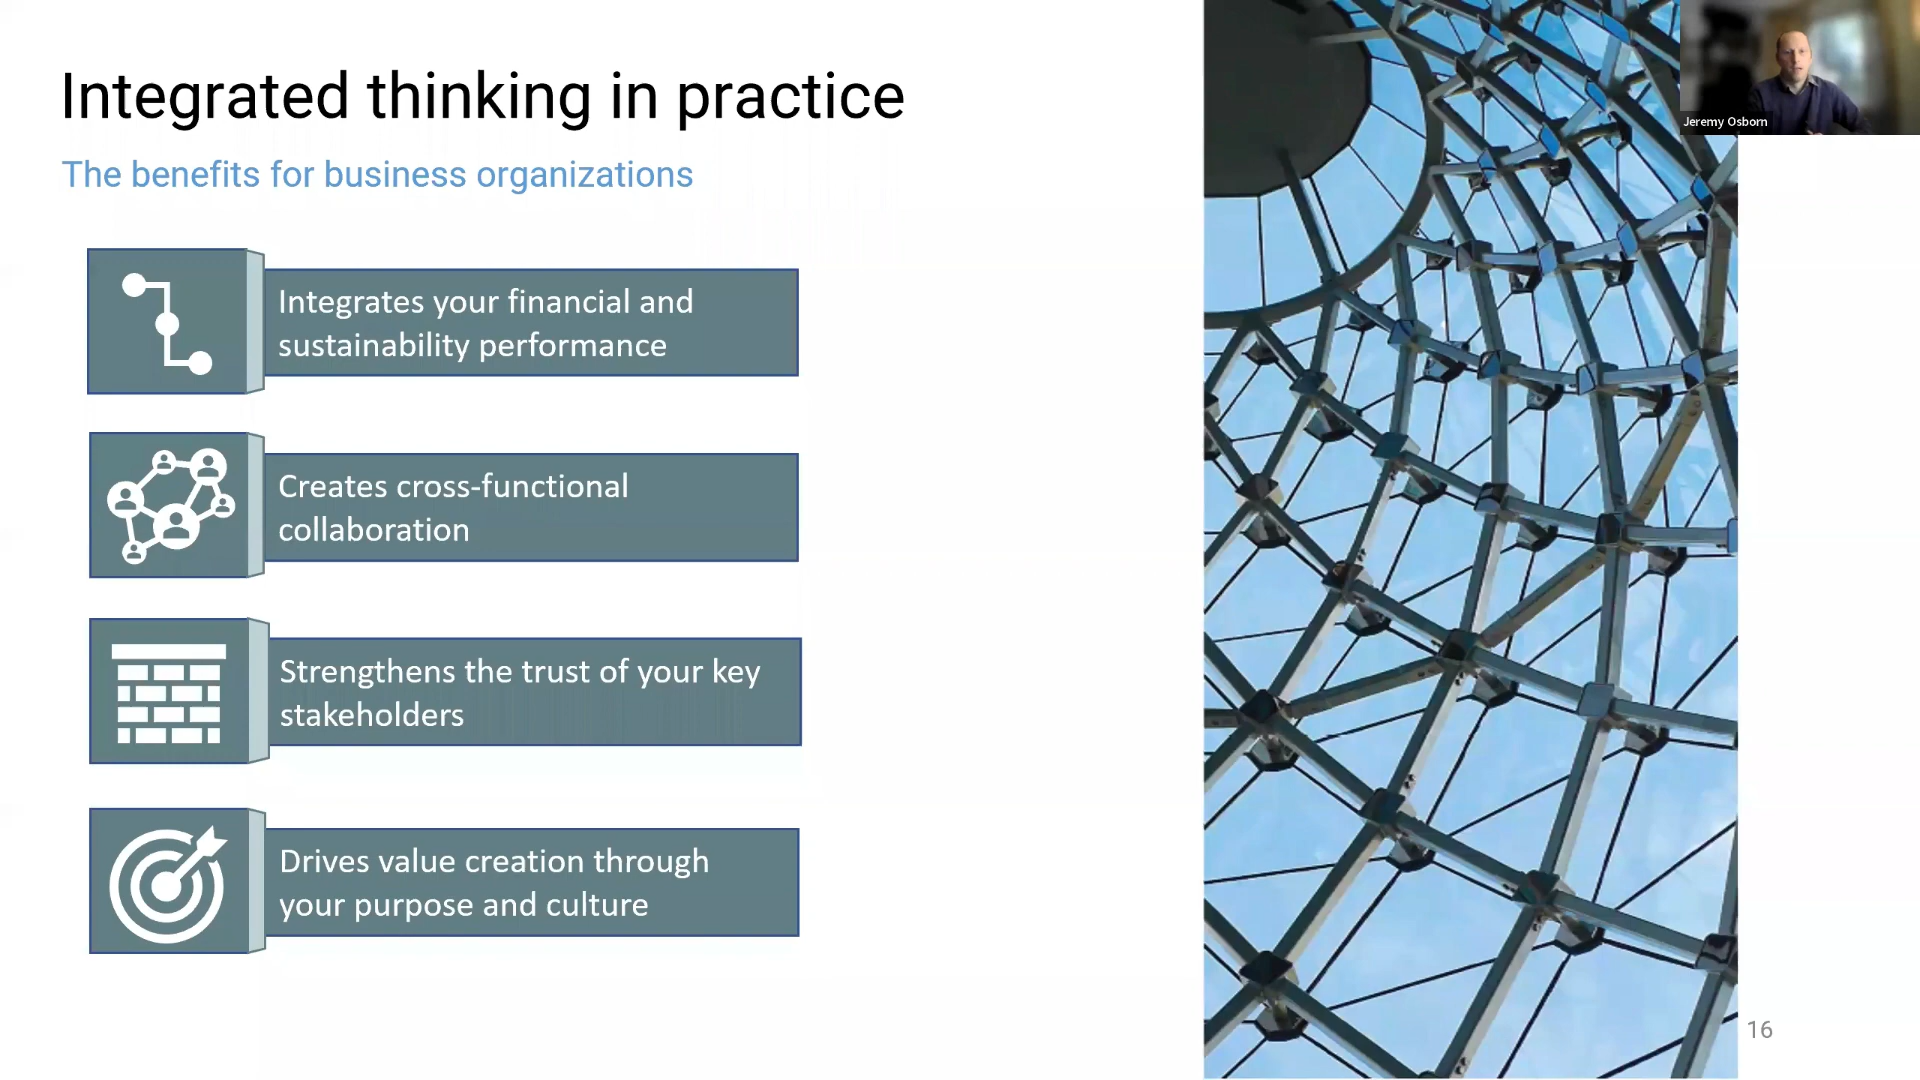 Integrated thinking in practice
The benefits for business organizations
Integrates your financial and
sustainability performance
Creates cross-functional
collaboration
Strengthens the trust of your key
stakeholders
Drives value creation through
your purpose and culture
Jeremy Osborn
16